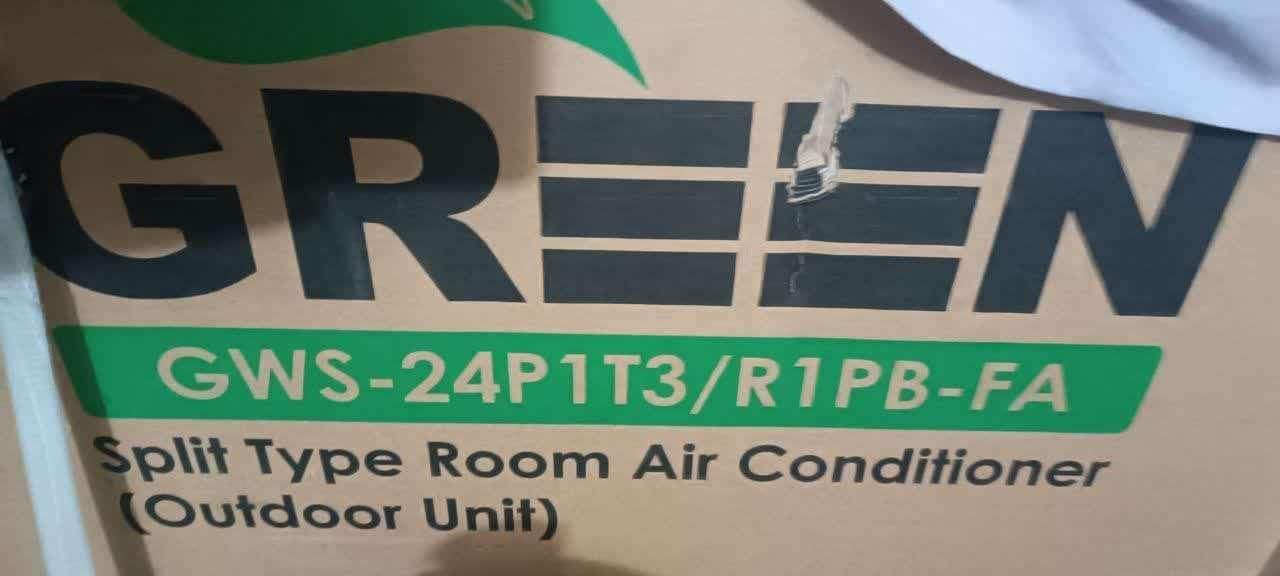 GREEN
GWS-24P1T3/R1PB-FA
Split Type Room Air Conditioner
(Outdoor Unit)